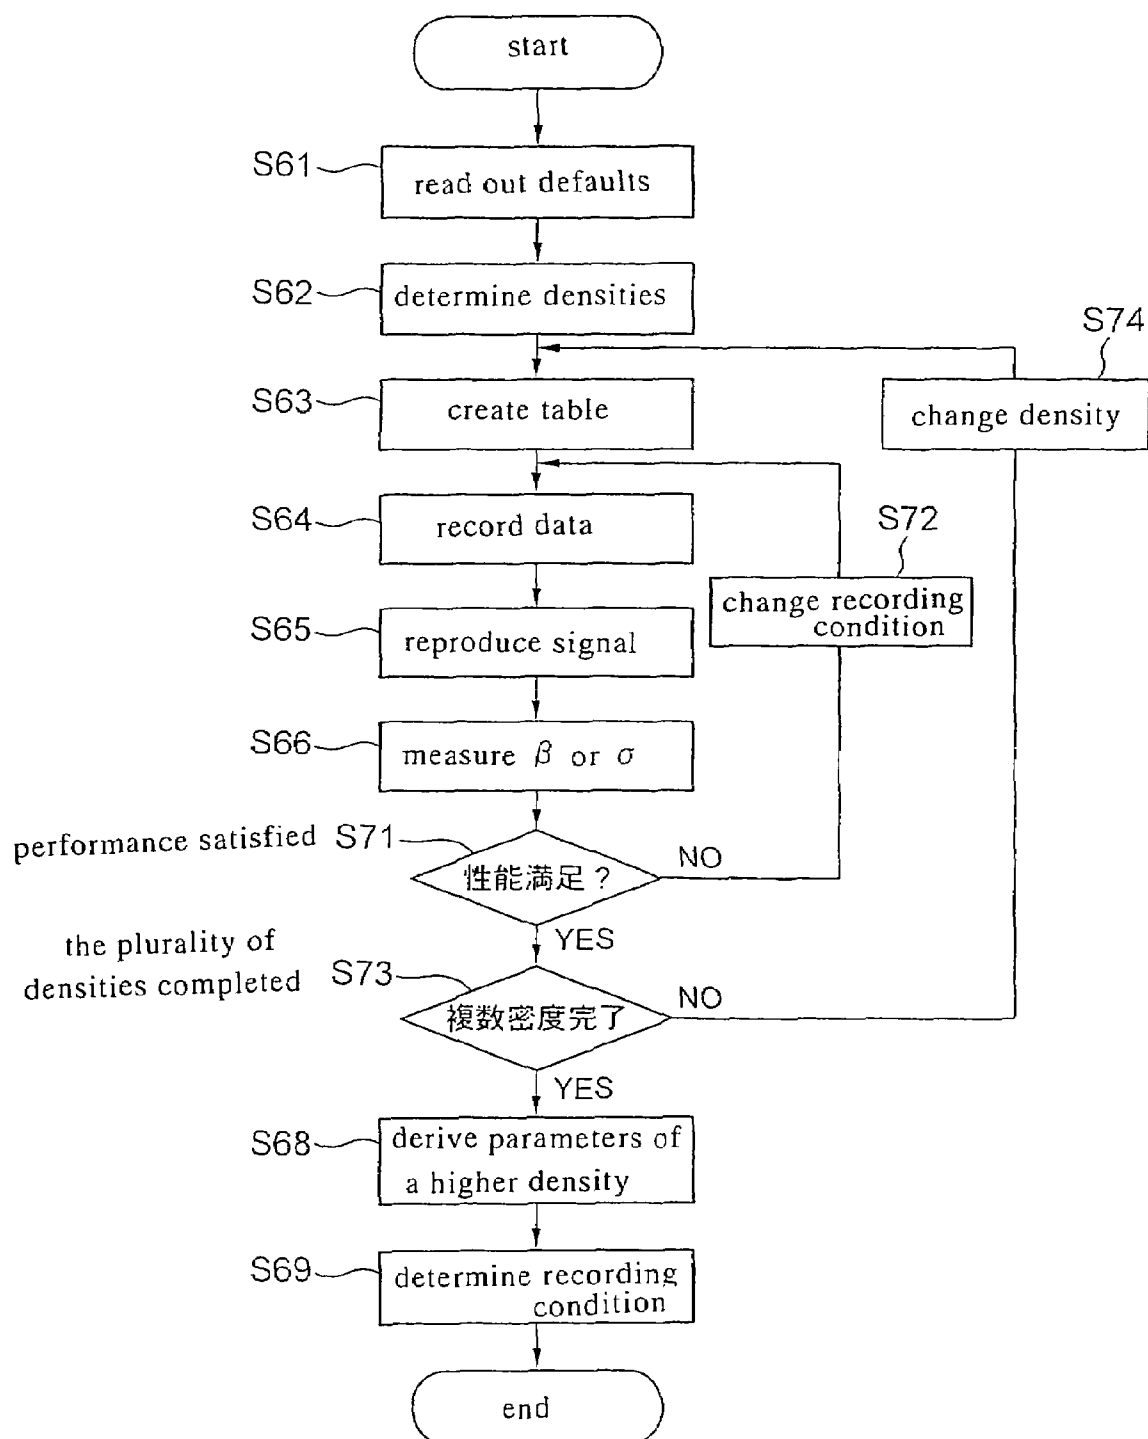 start
S61
read out defaults
S62
determine densities
S74
S63
create table
change density
S64
record data
S72
change recording
condition
S65
reproduce signal
S66
measure β or σ
performance satisfied
S71
性能満足？
NO
YES
the plurality of
densities completed
S73
複数密度完了
NO
YES
S68
derive parameters of
a higher density
S69
determine recording
condition
end